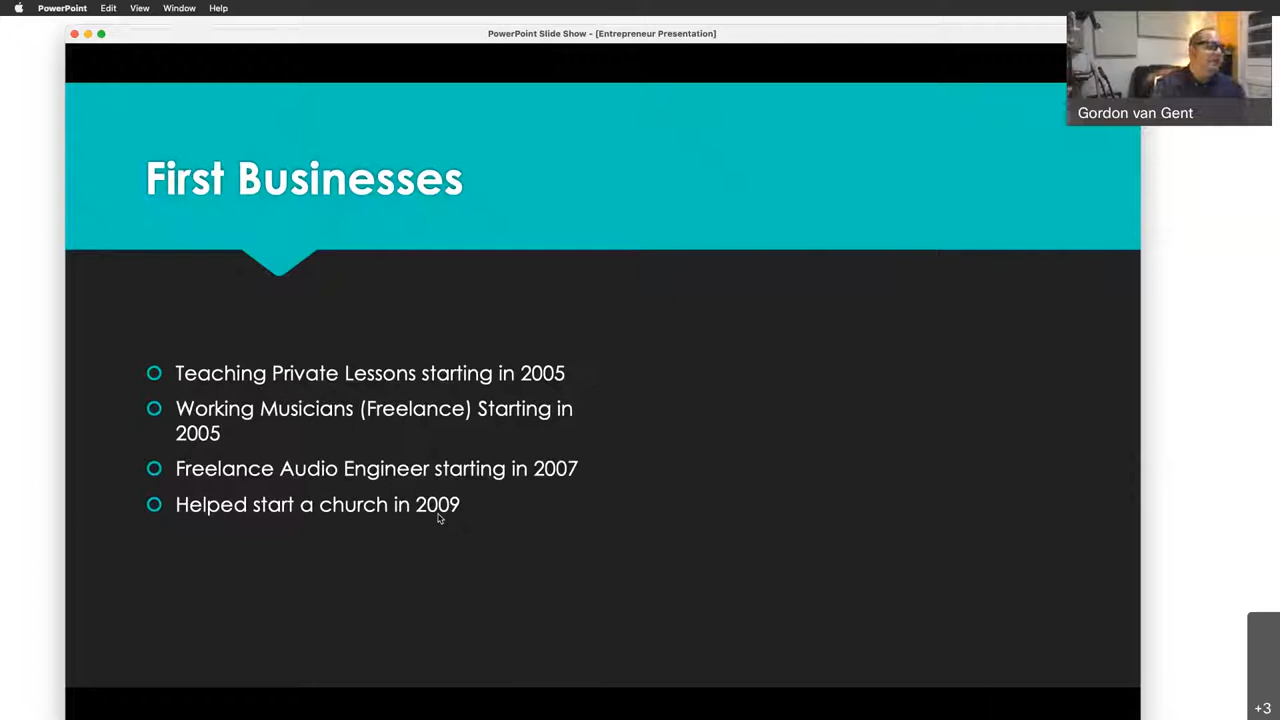 PowerPoint Edit View Window Help
PowerPoint Slide Show - [Entrepreneur Presentation]
Gordon van Gent
First Businesses
Teaching Private Lessons starting in 2005
Working Musicians (Freelance) Starting in
2005
Freelance Audio Engineer starting in 2007
Helped start a church in 2009
+3